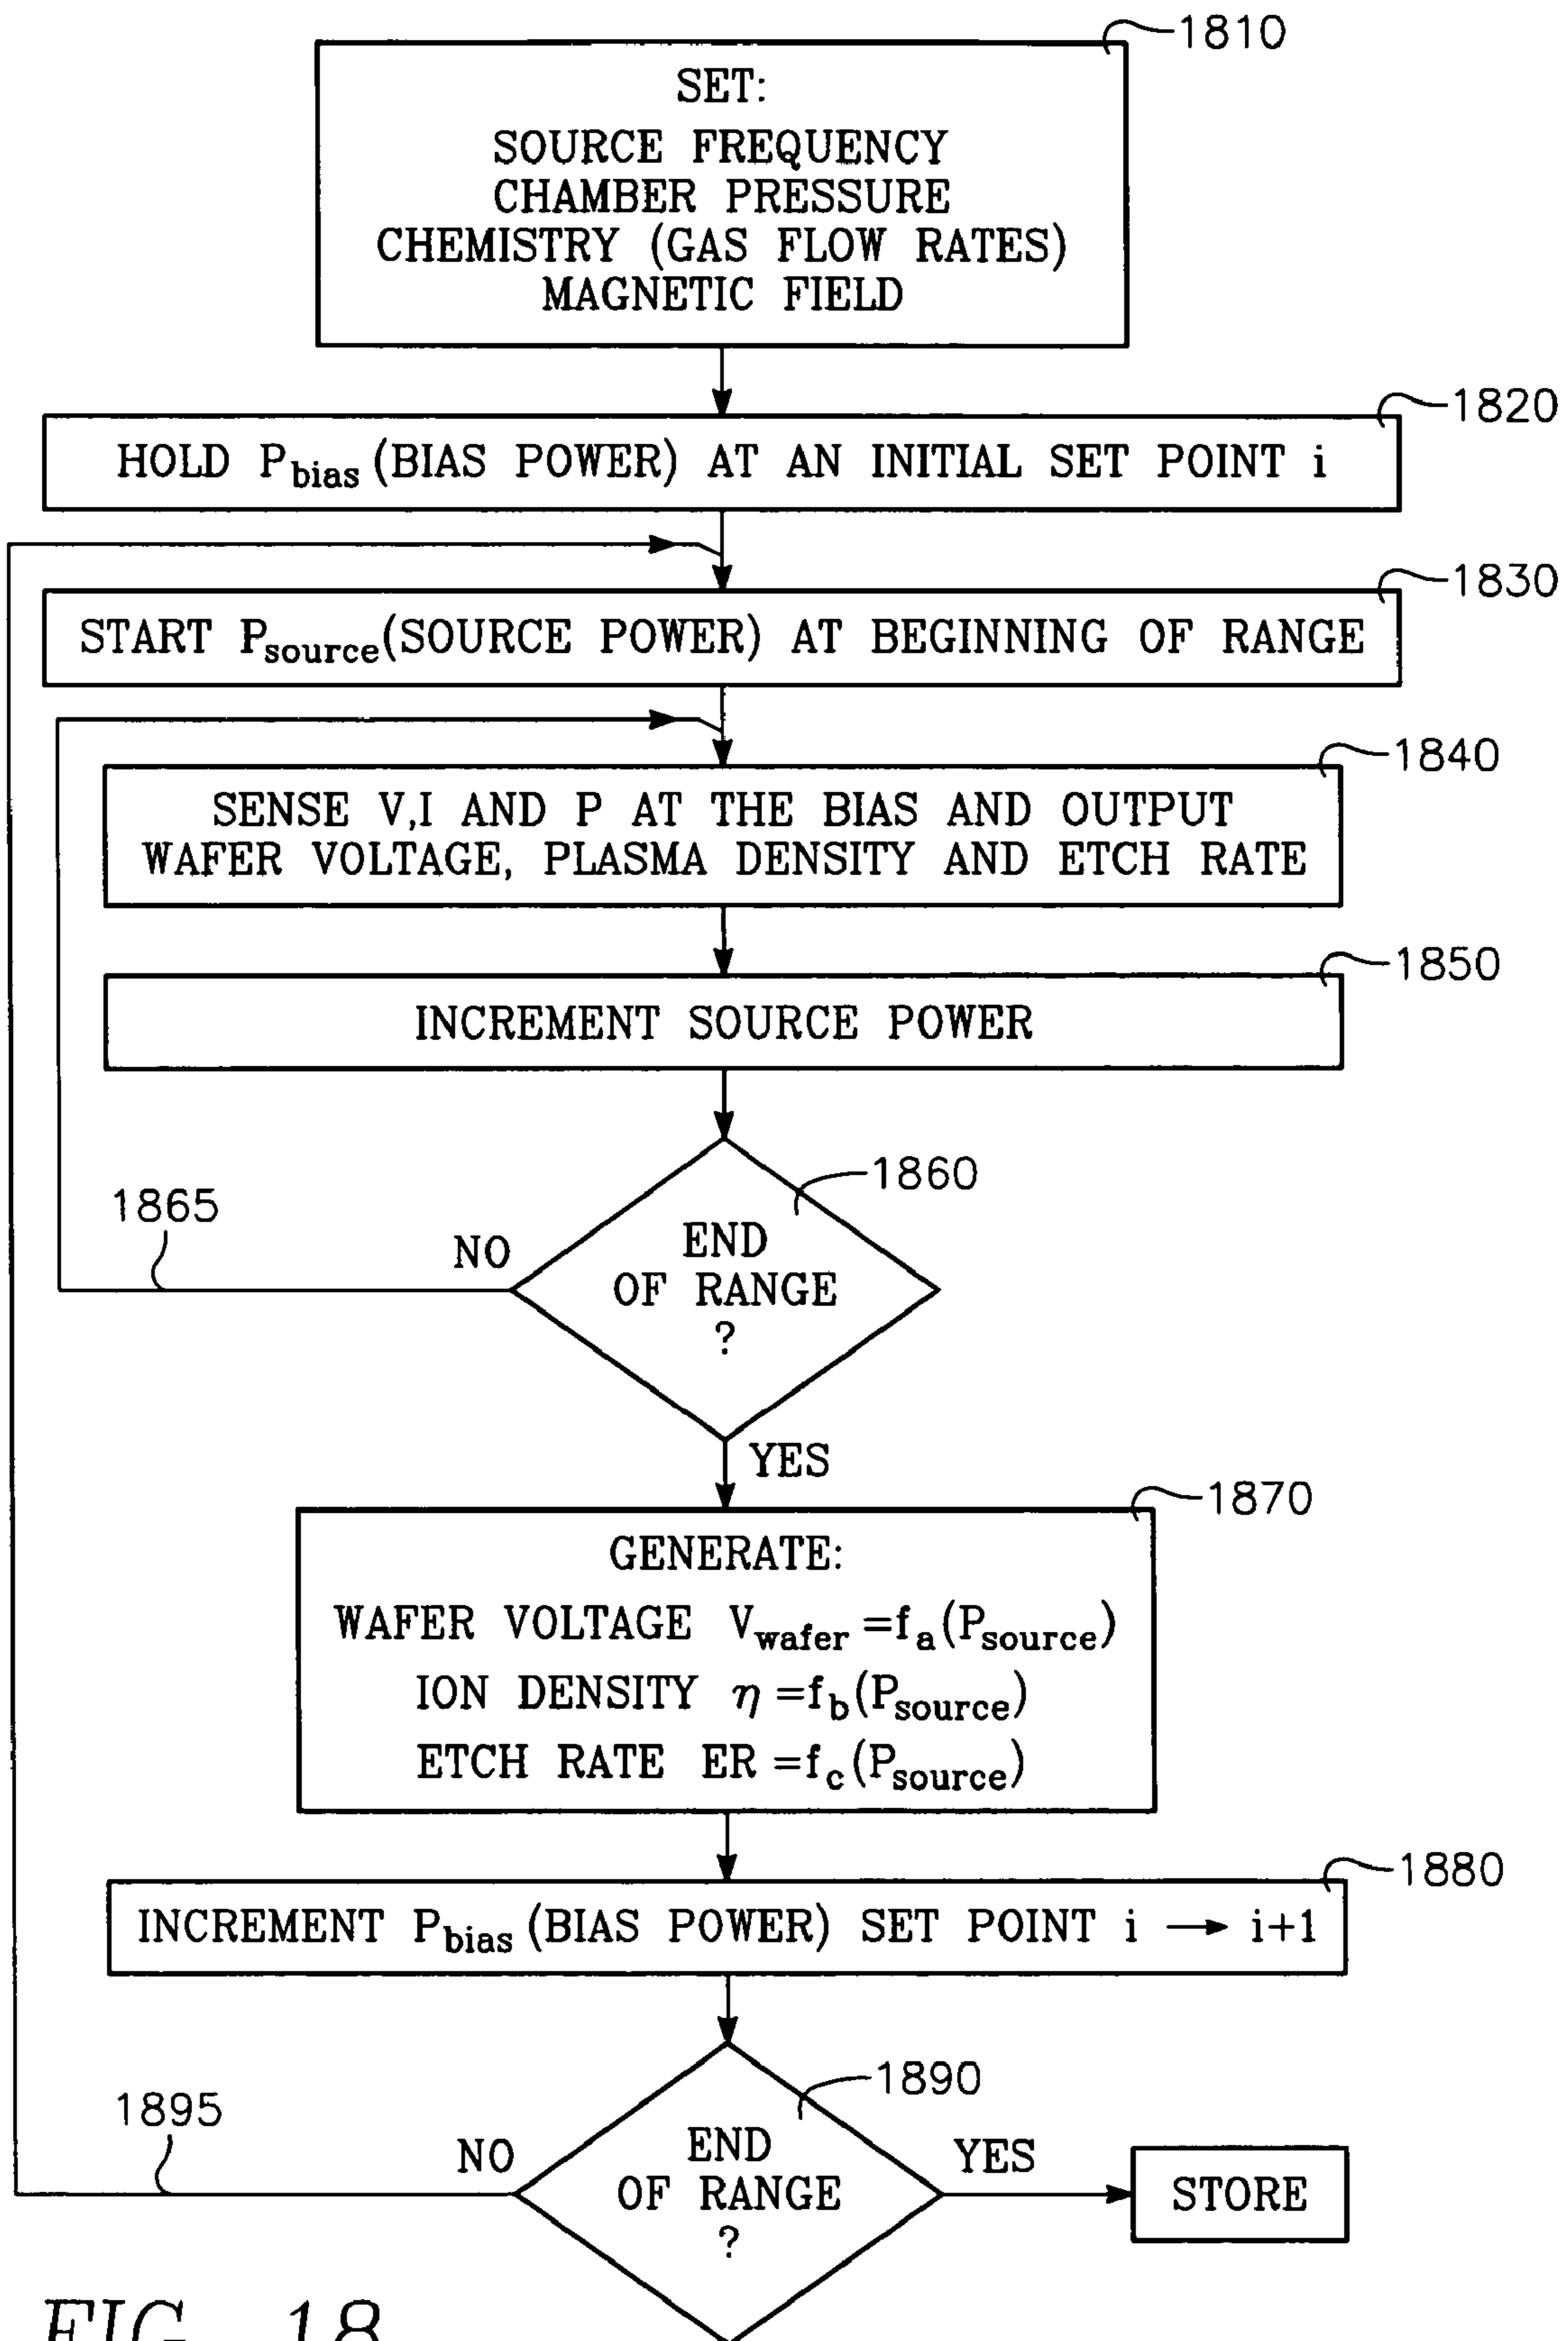 1810
SET:
SOURCE FREQUENCY
CHAMBER PRESSURE
CHEMISTRY (GAS FLOW RATES)
MAGNETIC FIELD
1820
HOLD Pbias (BIAS POWER) AT AN INITIAL SET POINT i
1830
START Psource(SOURCE POWER) AT BEGINNING OF RANGE
1840
SENSE V,I AND P AT THE BIAS AND OUTPUT
WAFER VOLTAGE, PLASMA DENSITY AND ETCH RATE
1850
INCREMENT SOURCE POWER
1860
1865
NO
END
OF RANGE
?
YES
1870
GENERATE:
WAFER VOLTAGE Vwafer =fa(Psource)
ION DENSITY η =fb(Psource)
ETCH RATE ER =fc(Psource)
1880
INCREMENT Pbias (BIAS POWER) SET POINT i → i+1
1890
1895
NO
END
OF RANGE
?
YES
STORE
FIG. 18